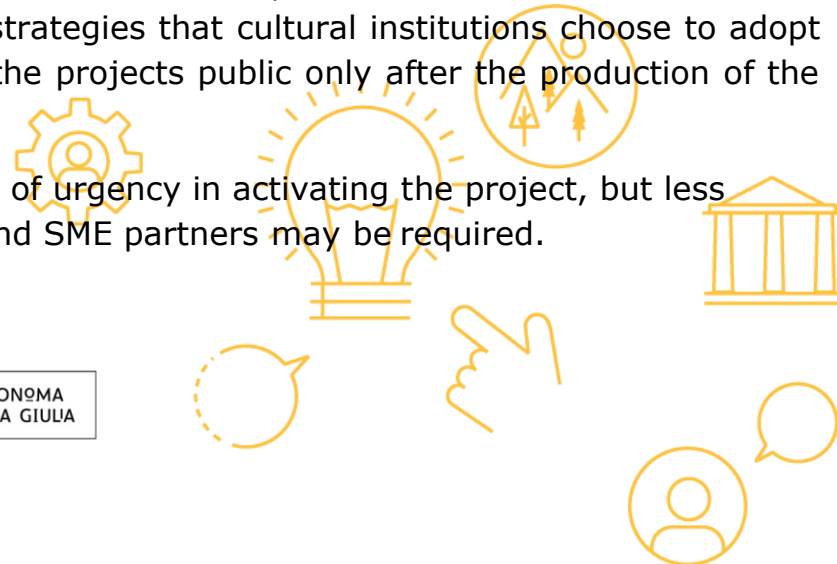 strategies that cultural institutions choose to adopt
the projects public only after the production of the
of urgency in activating the project, but less
nd SME partners may be required.
ONOMA
A GIULIA